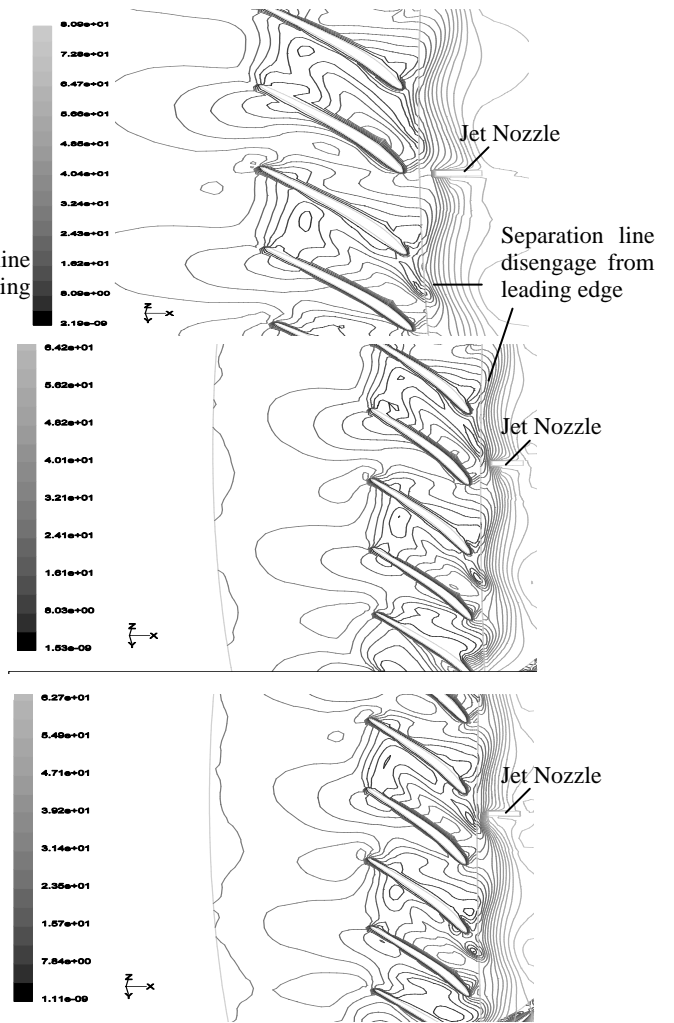 8.09e+01
7.28e+01
6.47e+01
5.66e+01
4.85e+01
4.04e+01
3.24e+01
2.43e+01
1.62e+01
8.09e+00
2.19e-09
ine
ing
Z
Y
X
Jet Nozzle
Separation line
disengage from
leading edge
6.42e+01
5.62e+01
4.82e+01
4.01e+01
3.21e+01
2.41e+01
1.61e+01
8.03e+00
1.53e-09
Z
Y
X
Jet Nozzle
6.27e+01
5.49e+01
4.71e+01
3.92e+01
3.14e+01
2.35e+01
1.57e+01
7.84e+00
1.11e-09
Z
Y
X
Jet Nozzle